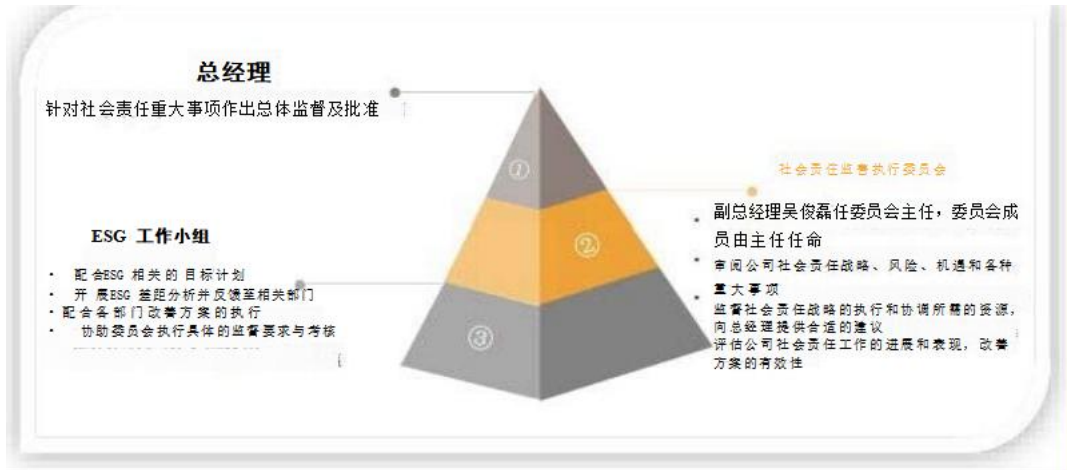 总经理
针对社会责任重大事项作出总体监督及批准
①
社会责任监善执行委员会
副总经理吴俊磊任委员会主任，委员会成
员由主任任命
ESG 工作小组
②
• 审阅公司社会责任战略、风险、机遇和各种
重大事项
• 配合ESG 相关的目标计划
• 开展ESG 差距分析并反馈至相关部门
• 配合各部门改善方案的执行
• 协助委员会执行具体的监督要求与考核
监督社会责任战略的执行和协调所需的资源，
向总经理提供合适的建议
③
评估公司社会责任工作的进展和表现，改善
方案的有效性